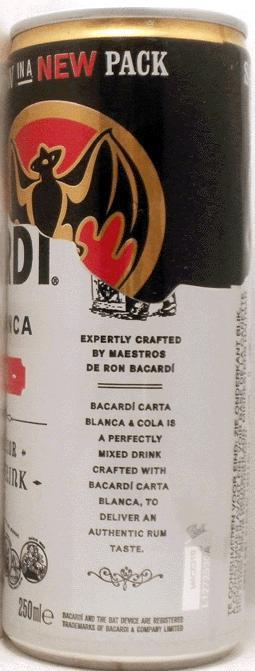 IN A NEW PACK
RDI®
NCA
EXPERTLY CRAFTED
BY MAESTROS
DE RON BACARDÍ
BACARDÍ CARTA
BLANCA & COLA IS
A PERFECTLY
MIXED DRINK
CRAFTED WITH
BACARDÍ CARTA
BLANCA, TO
DELIVER AN
AUTHENTIC RUM
TASTE.
250ml e
BACARDÍ AND THE BAT DEVICE ARE REGISTERED
TRADEMARKS OF BACARDI & COMPANY LIMITED